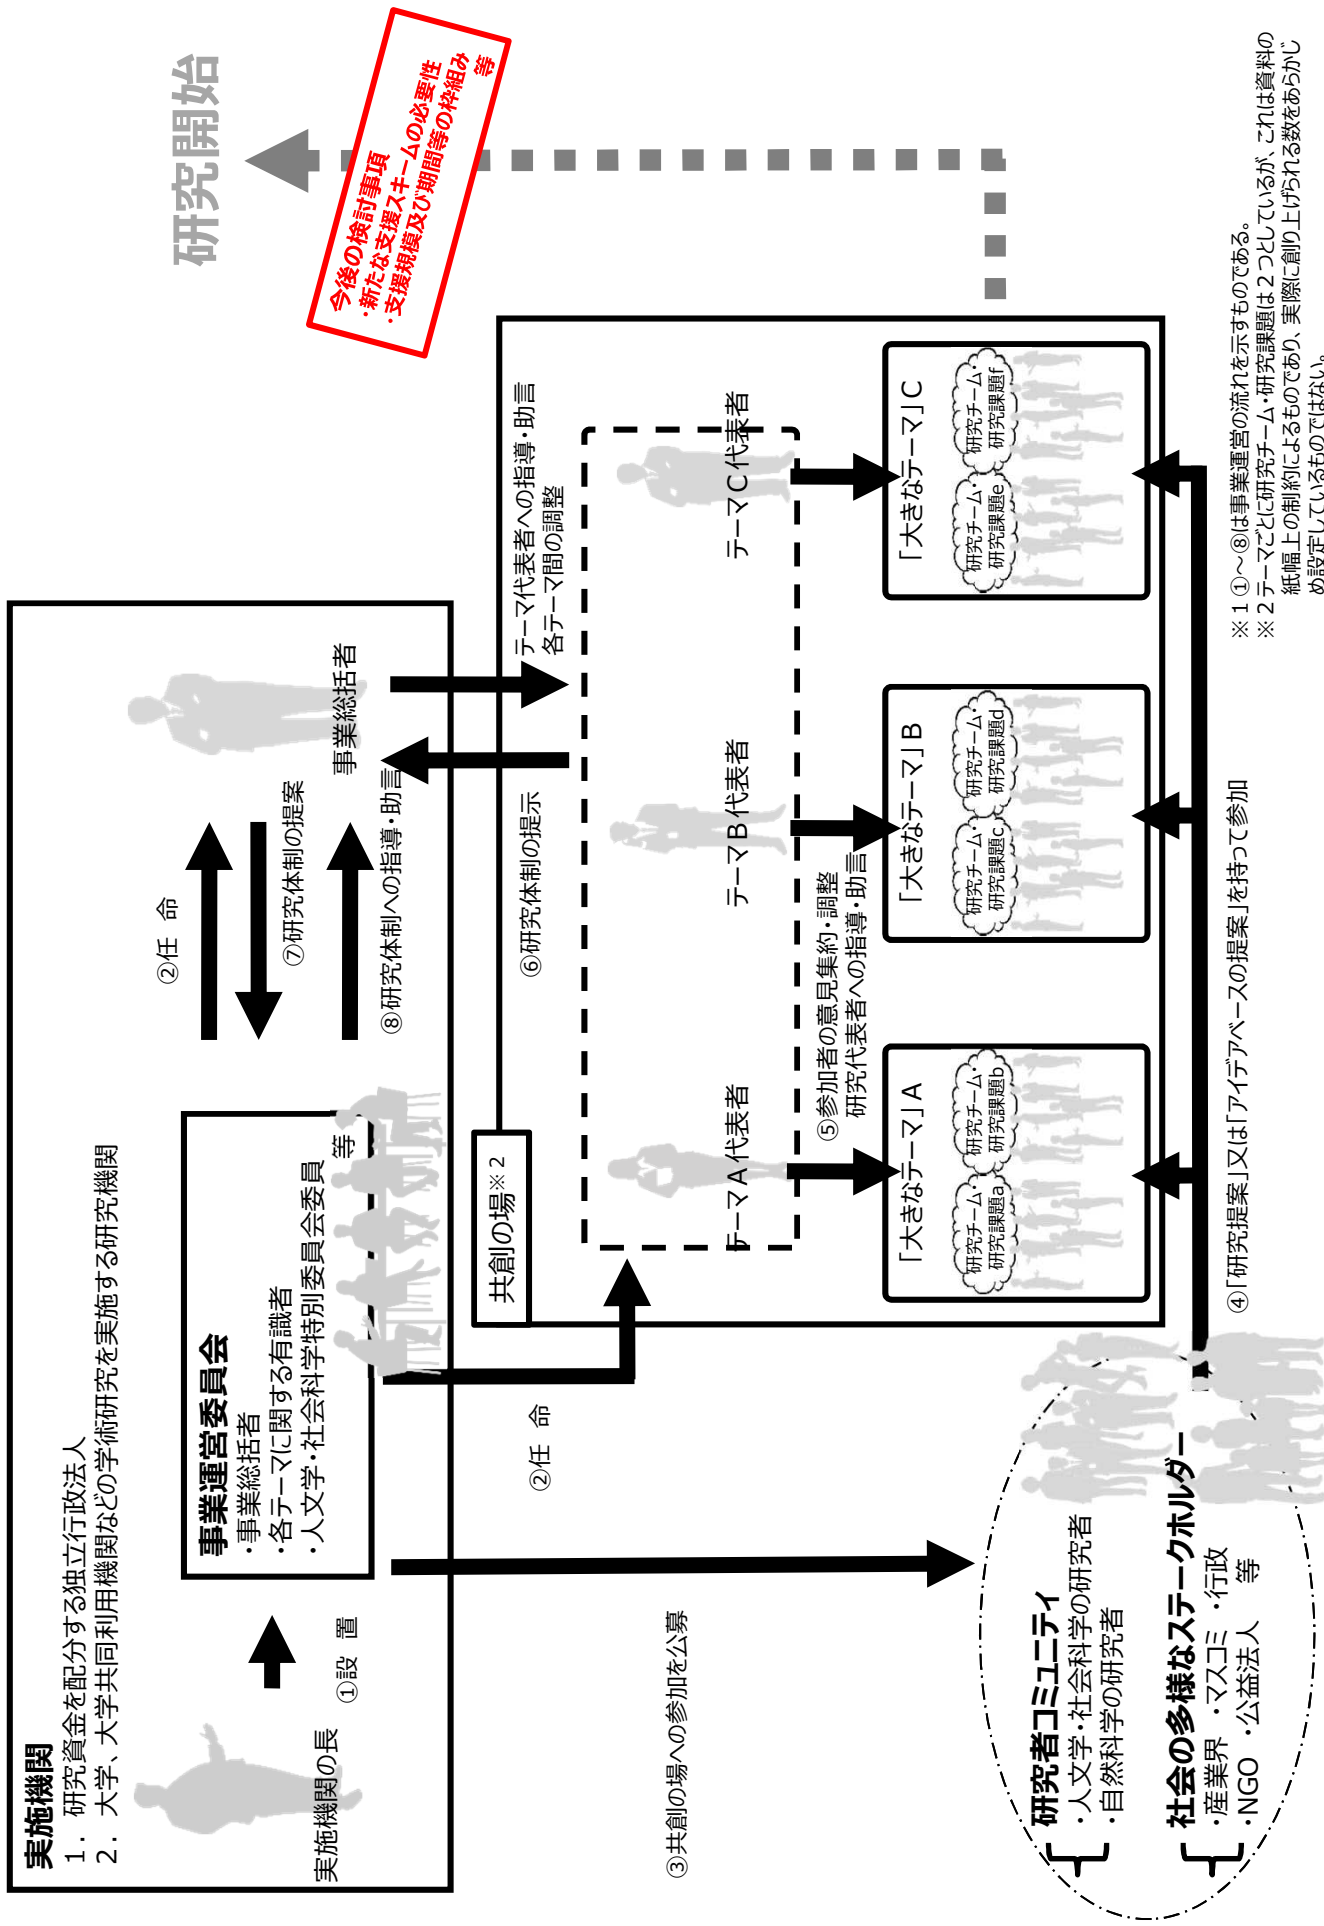 実施機関
１．研究資金を配分する独立行政法人
２．大学、大学共同利用機関などの学術研究を実施する研究機関
実施機関の長
①設　置
事業運営委員会
・事業総括者
・各テーマに関する有識者
・人文学・社会科学特別委員会委員　等
②任　命
⑦研究体制の提案
⑧研究体制への指導・助言
事業総括者
②任　命
③共創の場への参加を公募
⑥研究体制の提示
テーマ代表者への指導・助言
各テーマ間の調整
共創の場※２
テーマＡ代表者
テーマＢ代表者
テーマＣ代表者
⑤参加者の意見集約・調整
研究代表者への指導・助言
「大きなテーマ」Ａ
研究チーム・
研究課題a
研究チーム・
研究課題b
「大きなテーマ」Ｂ
研究チーム・
研究課題c
研究チーム・
研究課題d
「大きなテーマ」Ｃ
研究チーム・
研究課題e
研究チーム・
研究課題f
研究者コミュニティ
・人文学・社会科学の研究者
・自然科学の研究者
社会の多様なステークホルダー
・産業界　・マスコミ　・行政
・NGO　・公益法人　等
④「研究提案」又は「アイデアベースの提案」を持って参加
研究開始
今後の検討事項
・新たな支援スキームの必要性
・支援規模及び期間等の枠組み
等
※１ ①～⑧は事業運営の流れを示すものである。
※２ テーマごとに研究チーム・研究課題は２つとしているが、これは資料の
紙幅上の制約によるものであり、実際に創り上げられる数をあらかじ
め設定しているものではない。